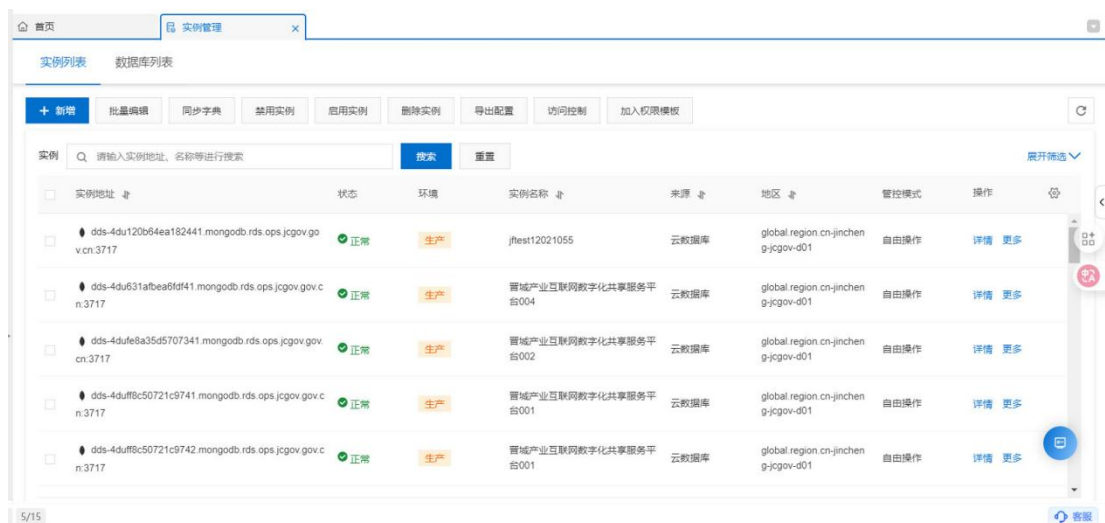 首页
实例管理
实例列表 数据库列表
新增 批量编辑 同步字典 禁用实例 启用实例 删除实例 导出配置 访问控制 加入权限模板
实例 请输入实例地址、名称等进行搜索 搜索 重置 展开筛选
实例地址 状态 环境 实例名称 来源 地区 管控模式 操作
dds-4du120b64ea182441.mongodb.rds.ops.jcgov.go
v.cn:3717
正常 生产 jftest12021055 云数据库
global.region.cn-jinchen
g-jcgov-d01
自由操作 详情 更多
dds-4du631afbea6fdf41.mongodb.rds.ops.jcgov.gov.c
n:3717
正常 生产
晋城产业互联网数字化共享服务平
台004
云数据库
global.region.cn-jinchen
g-jcgov-d01
自由操作 详情 更多
dds-4dufe8a35d5707341.mongodb.rds.ops.jcgov.gov.
cn:3717
正常 生产
晋城产业互联网数字化共享服务平
台002
云数据库
global.region.cn-jinchen
g-jcgov-d01
自由操作 详情 更多
dds-4duff8c50721c9741.mongodb.rds.ops.jcgov.gov.c
n:3717
正常 生产
晋城产业互联网数字化共享服务平
台001
云数据库
global.region.cn-jinchen
g-jcgov-d01
自由操作 详情 更多
dds-4duff8c50721c9742.mongodb.rds.ops.jcgov.gov.c
n:3717
正常 生产
晋城产业互联网数字化共享服务平
台001
云数据库
global.region.cn-jinchen
g-jcgov-d01
自由操作 详情 更多
5/15
客服